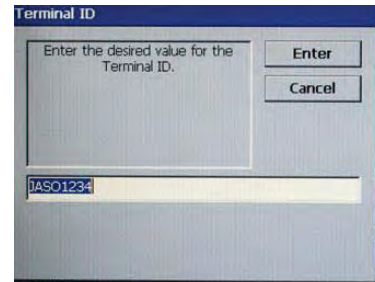 Terminal ID
Enter the desired value for the
Terminal ID.
Enter
Cancel
JASO1234